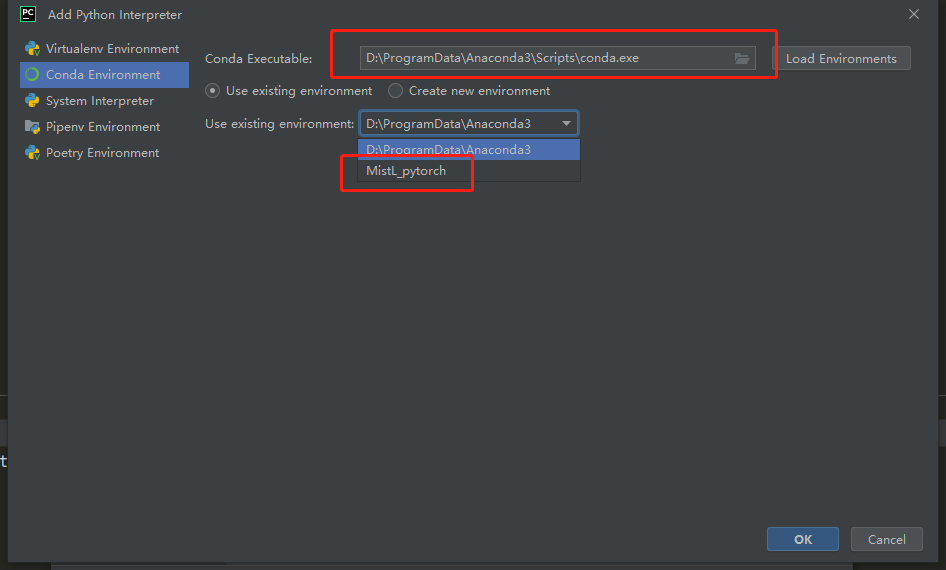 PC Add Python Interpreter
Virtualenv Environment
Conda Environment
System Interpreter
Pipenv Environment
Poetry Environment
Conda Executable: D:\ProgramData\Anaconda3\Scripts\conda.exe Load Environments
Use existing environment Create new environment
Use existing environment: D:\ProgramData\Anaconda3
D:\ProgramData\Anaconda3
MistL_pytorch
t
OK Cancel